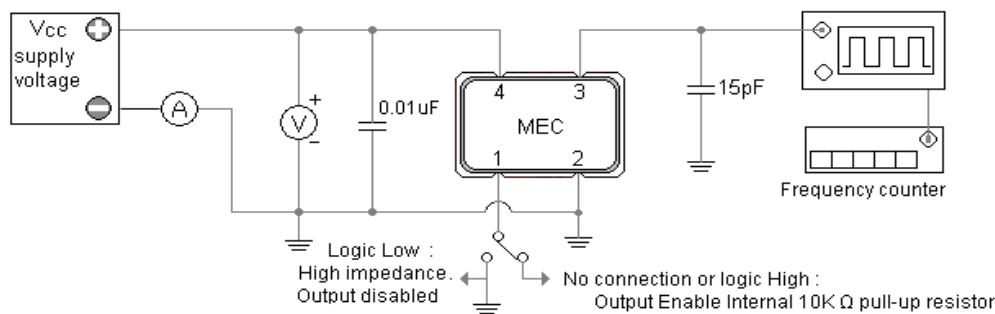 Vcc
supply
voltage
A
V
+
−
0.01uF
4
3
MEC
1
2
15pF
Frequency counter
Logic Low :
High impedance.
Output disabled
No connection or logic High :
Output Enable Internal 10K Ω pull-up resistor